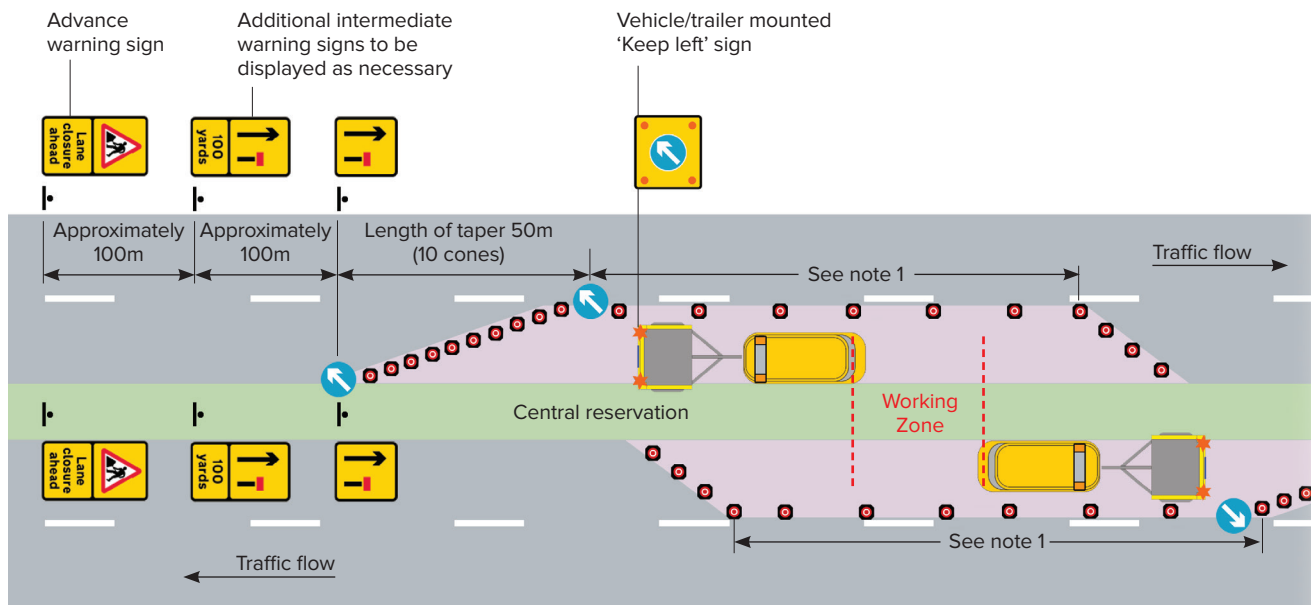 Advance
warning sign
Additional intermediate
warning signs to be
displayed as necessary
Vehicle/trailer mounted
‘Keep left’ sign
Lane
closure
ahead
100
yards
Approximately
100m
Approximately
100m
Length of taper 50m
(10 cones)
See note 1
Traffic flow
Central reservation
Working
Zone
Lane
closure
ahead
100
yards
See note 1
Traffic flow